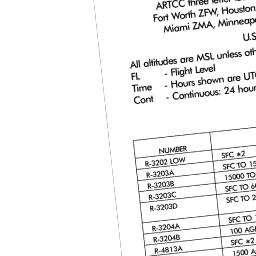 ARTCC three letter
Fort Worth ZFW, Houston
Miami ZMA, Minneap
U.S
All altitudes are MSL unless oth
FL - Flight Level
Time - Hours shown are UT
Cont - Continuous: 24 hour
NUMBER
R-3202 LOW SFC *2
R-3203A SFC TO 15
R-3203B 15000 TO
R-3203C SFC TO 6
R-3203D SFC TO 2
R-3204A SFC TO
R-3204B 100 AG
R-4813A SFC *2
1500 A